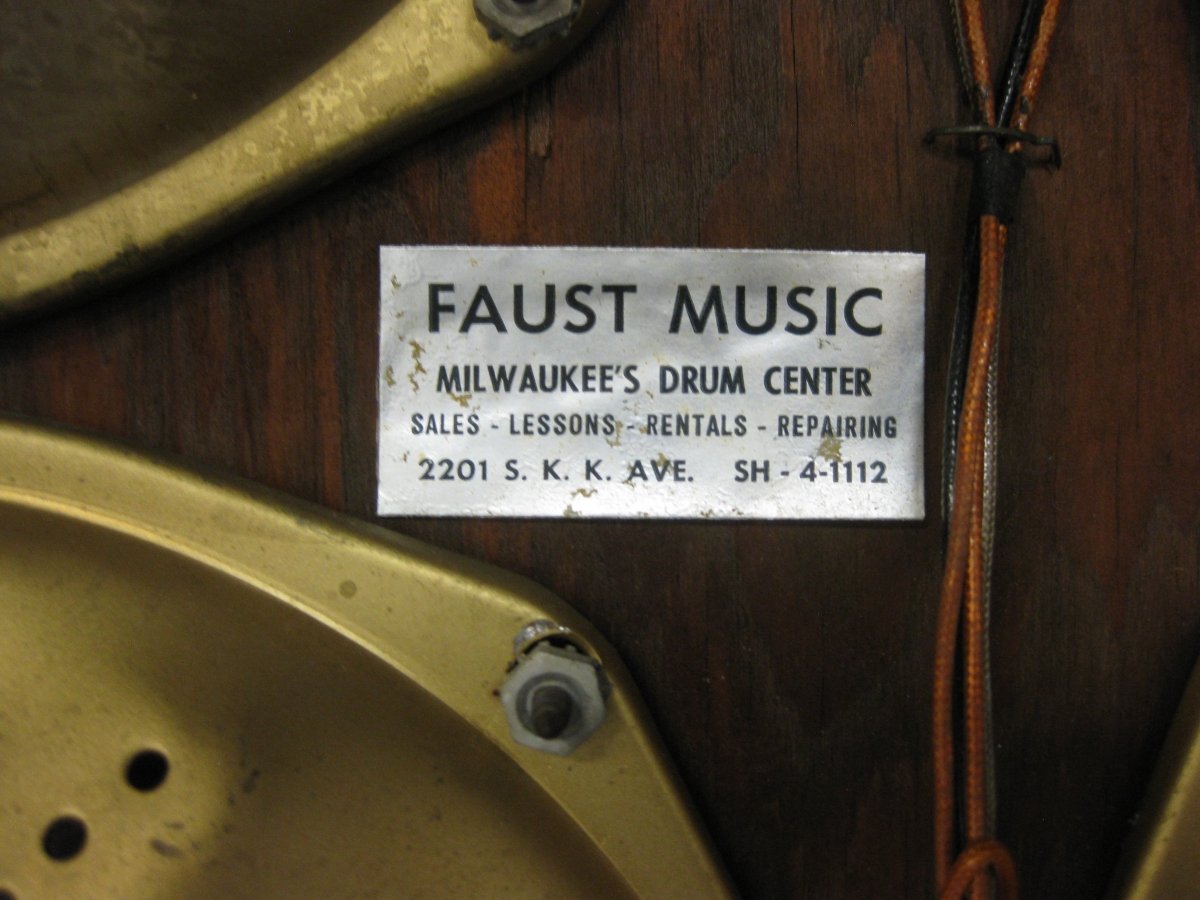 FAUST MUSIC
MILWAUKEE'S DRUM CENTER
SALES - LESSONS - RENTALS - REPAIRING
2201 S. K. K. AVE. SH - 4-1112